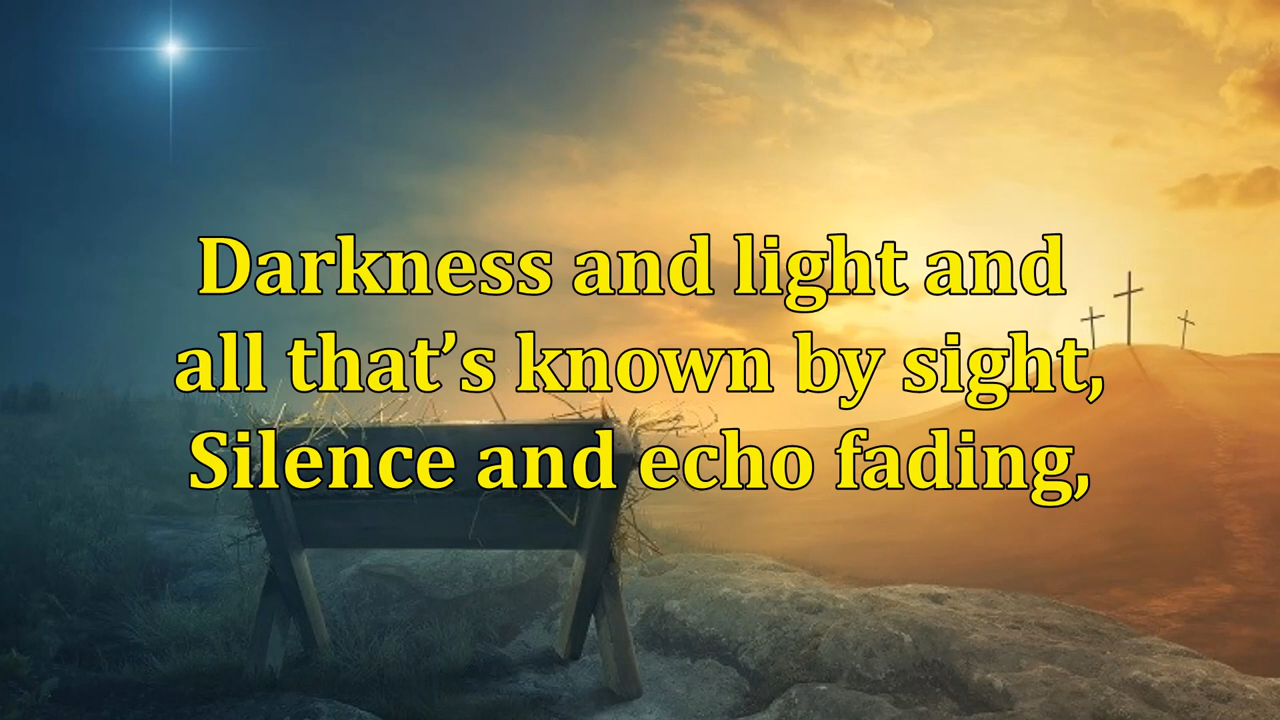 Darkness and light and
all that’s known by sight,
Silence and echo fading,